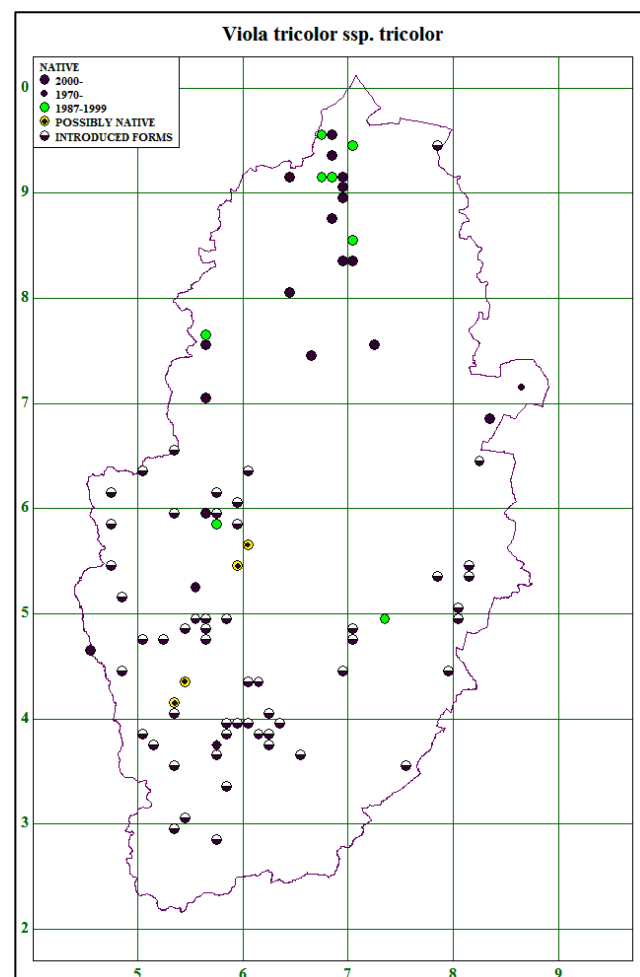 Viola tricolor ssp. tricolor
NATIVE
2000-
1970-
1987-1999
POSSIBLY NATIVE
INTRODUCED FORMS
0
9
8
7
6
5
4
3
2
5 6 7 8 9